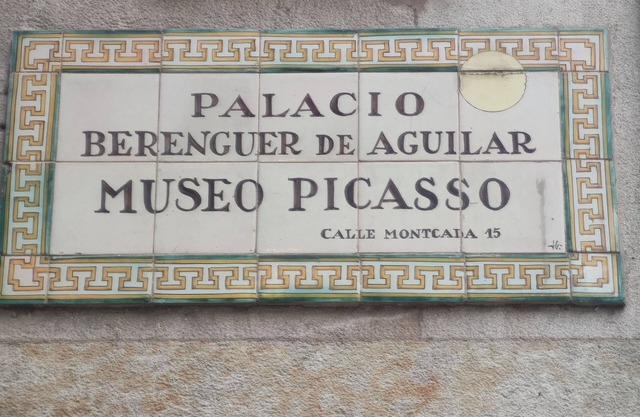 PALACIO
BERENGUER DE AGUILAR
MUSEO PICASSO
CALLE MONTCADA 15